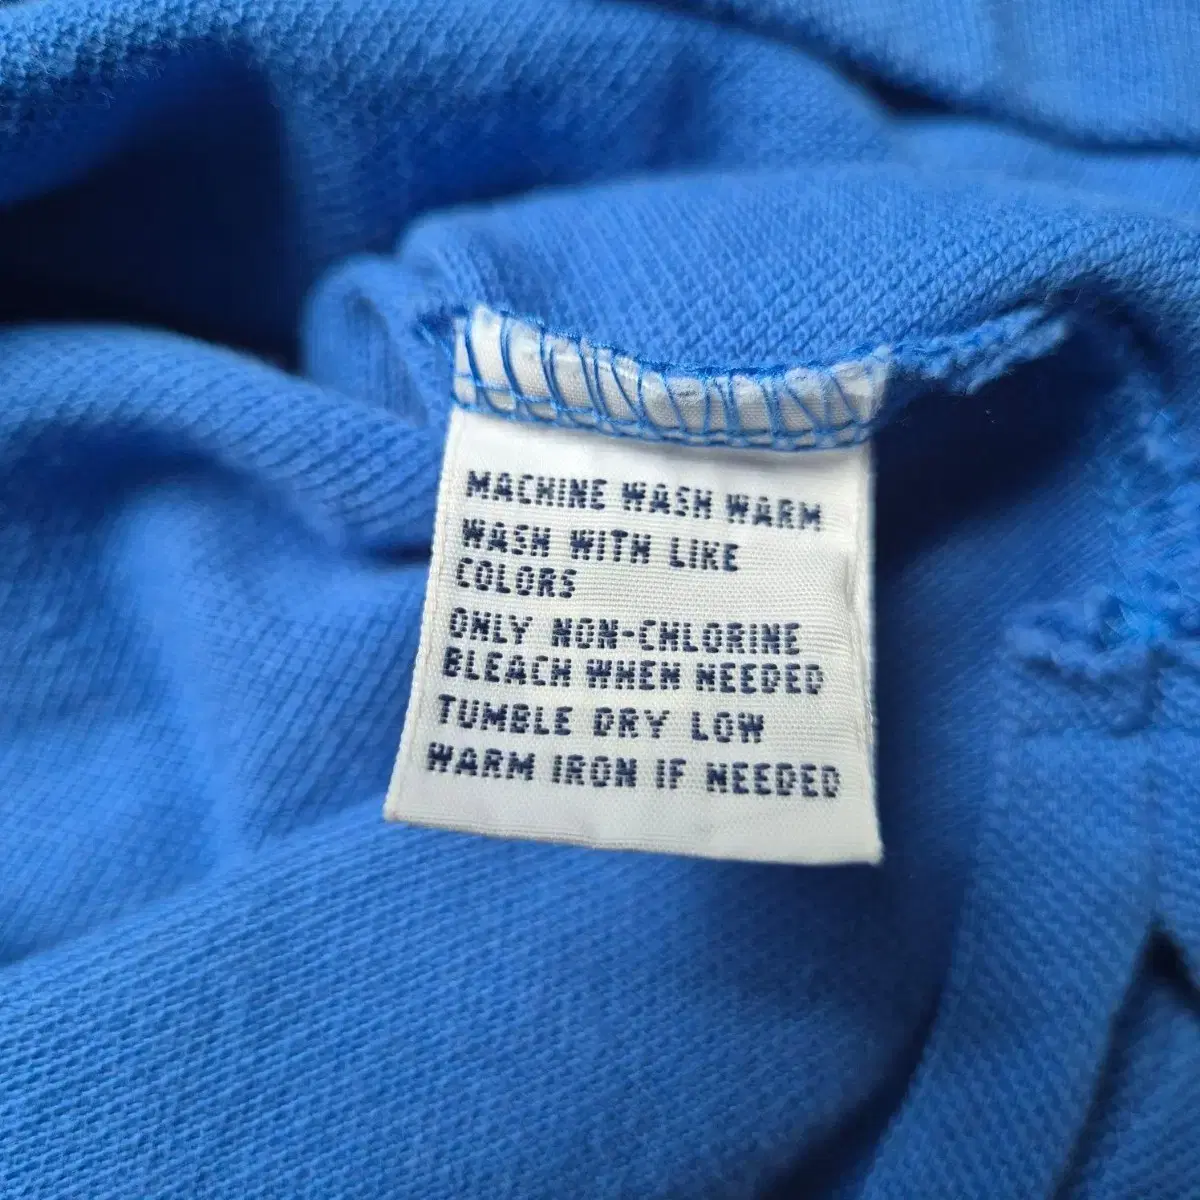 MACHINE WASH WARM
WASH WITH LIKE
COLORS
ONLY NON-CHLORINE
BLEACH WHEN NEEDED
TUMBLE DRY LOW
WARM IRON IF NEEDED